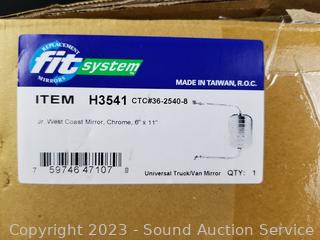 REPLACEMENT
fit system™
MIRRORS
MADE IN TAIWAN, R.O.C.
ITEM H3541 CTC#36-2540-8
Jr. West Coast Mirror, Chrome, 6" x 11"
7 59746 47107 8
Universal Truck/Van Mirror QTY: 1
Copyright 2023 - Sound Auction Service